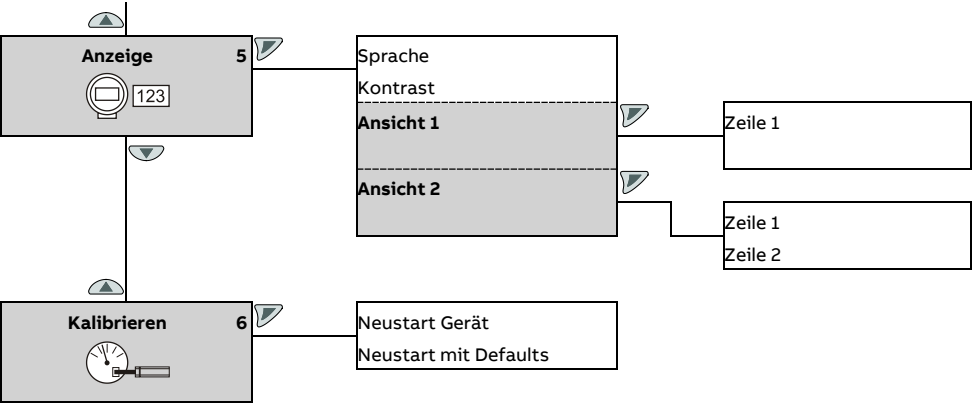 Anzeige 5
123
Sprache
Kontrast
Ansicht 1
Zeile 1
Ansicht 2
Zeile 1
Zeile 2
Kalibrieren 6
Neustart Gerät
Neustart mit Defaults